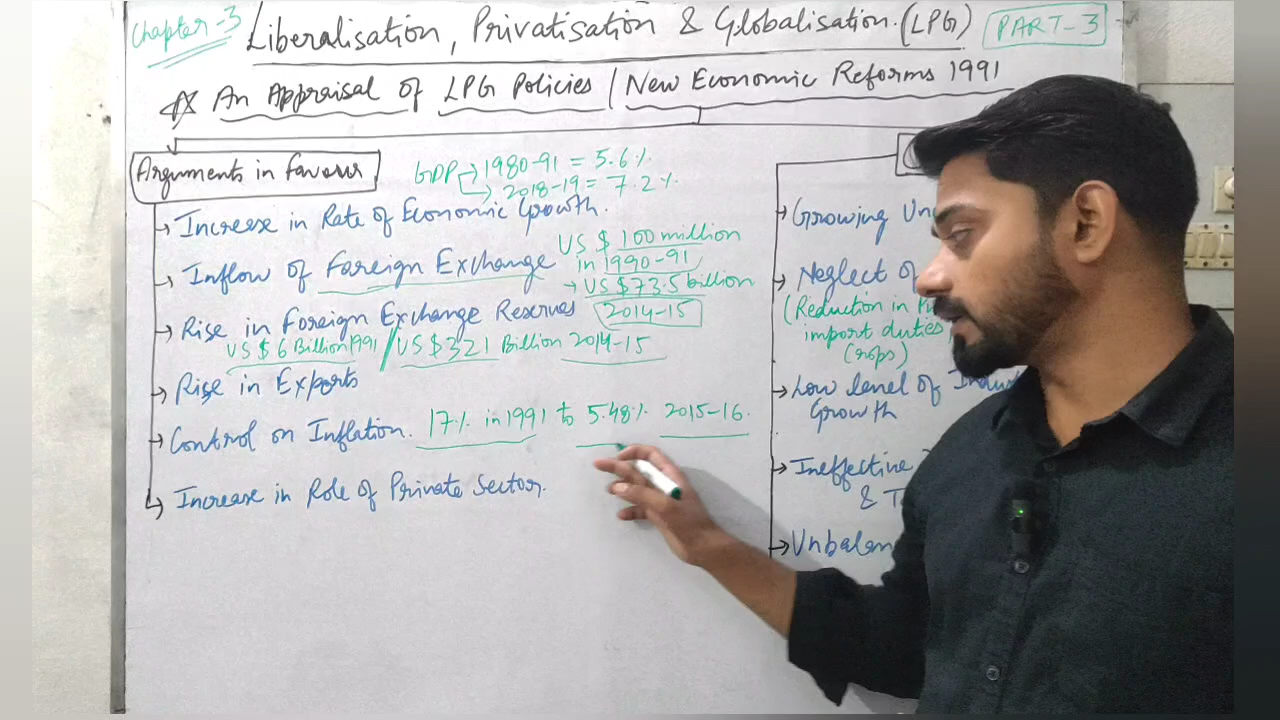 Chapter-3
Liberalisation, Privatisation & Globalisation. (LPG)
PART-3
An Appraisal of LPG Policies / New Economic Reforms 1991
Arguments in favour
GDP → 1980-91 = 5.6%
→ 2018-19 = 7.2%
→ Increase in Rate of Economic Growth.
→ Inflow of Foreign Exchange
US $ 100 million
in 1990-91
→ US $ 73.5 billion
2014-15
→ Rise in Foreign Exchange Reserves
US $ 6 Billion 1991 / US $ 321 Billion 2014-15
→ Rise in Exports
→ Control on Inflation. 17% in 1991 to 5.48% 2015-16.
→ Increase in Role of Private Sector.
→ Growing
→ Neglect of
(Reduction in
import duties
(crops)
→ Low level of
Growth
→ Ineffective
&